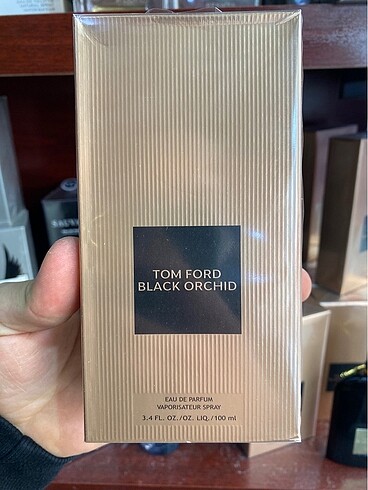 TOM FORD
BLACK ORCHID
EAU DE PARFUM
VAPORISATEUR SPRAY
3.4 FL. OZ./OZ. LIQ./100 ml